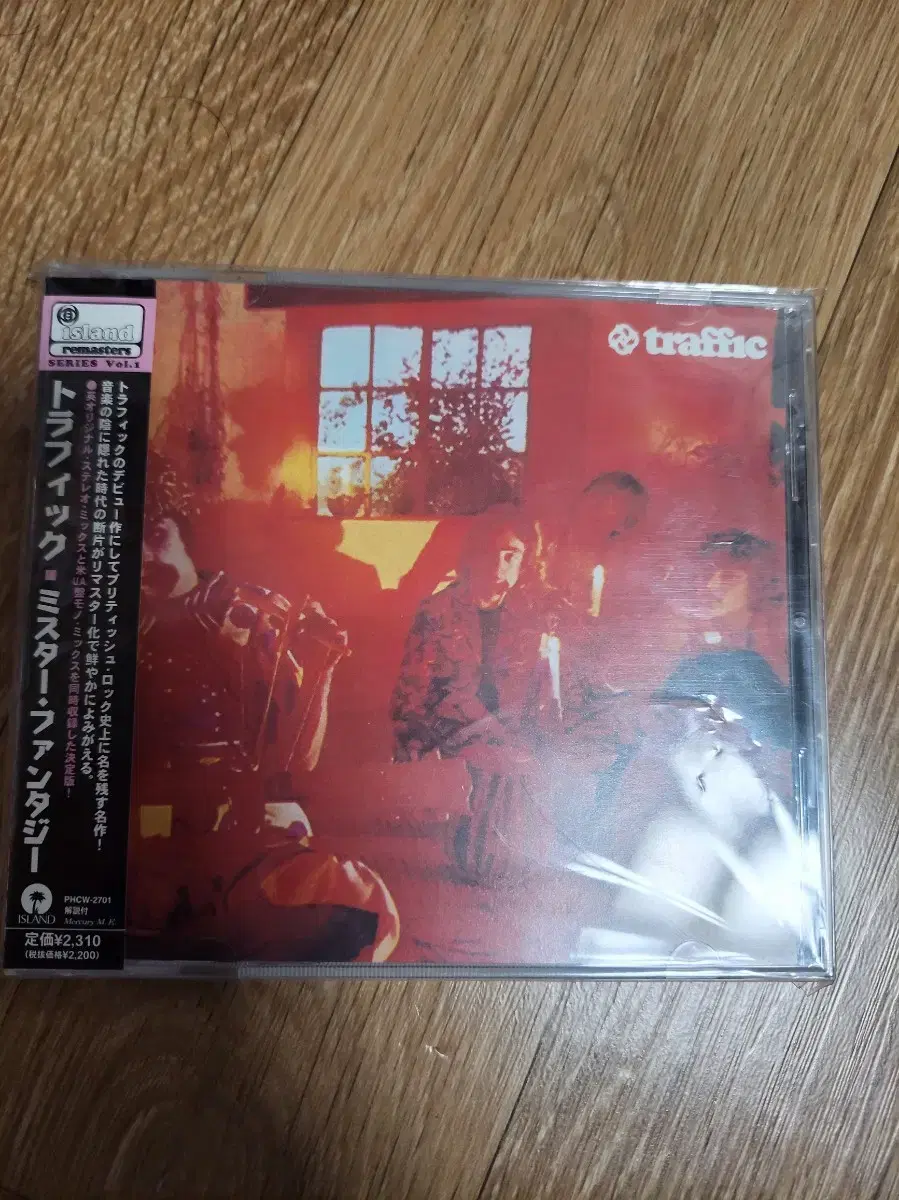 island
remasters
SERIES Vol.1
traffic
トラフィック■ミスター・ファンタジー
トラフィックのデビュー作にしてブリティッシュ・ロック史上に名を残す名作!
音楽の陰に隠れた時代の断片がリマスター化で鮮やかによみがえる。
●英オリジナル・ステレオ・ミックスと米UA盤モノ・ミックスを同時収録した決定版!
ISLAND
PHCW-2701
解説付
Mercury M.E.
定価¥2,310
(税抜価格¥2,200)